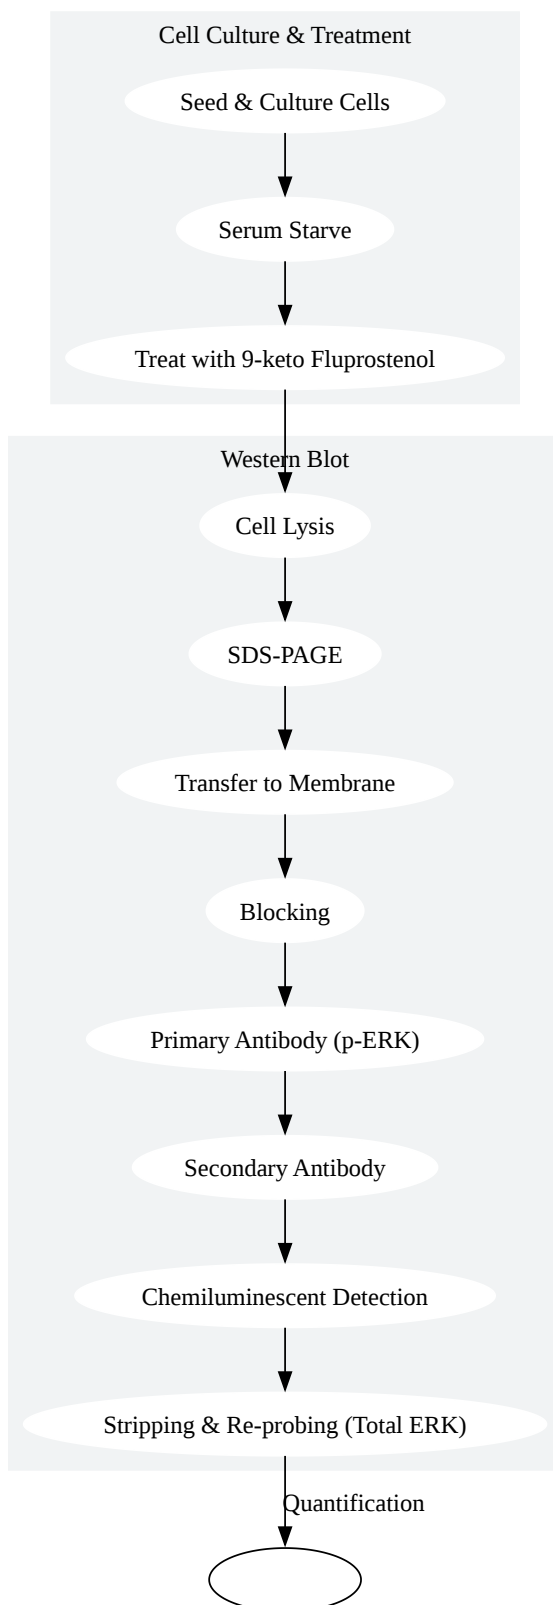 Cell Culture & Treatment
Seed & Culture Cells
Serum Starve
Treat with 9-keto Fluprostenol
Western Blot
Cell Lysis
SDS-PAGE
Transfer to Membrane
Blocking
Primary Antibody (p-ERK)
Secondary Antibody
Chemiluminescent Detection
Stripping & Re-probing (Total ERK)
Quantification